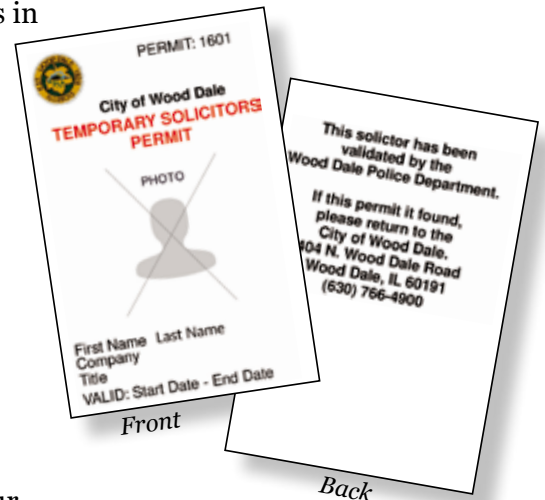 s in
PERMIT: 1601
City of Wood Dale
TEMPORARY SOLICITORS
PERMIT
PHOTO
First Name Last Name
Company
Title
VALID: Start Date - End Date
Front
This solictor has been
validated by the
Wood Dale Police Department.
If this permit it found,
please return to the
City of Wood Dale.
404 N. Wood Dale Road
Wood Dale, IL 60191
(630) 766-4900
Back
ur